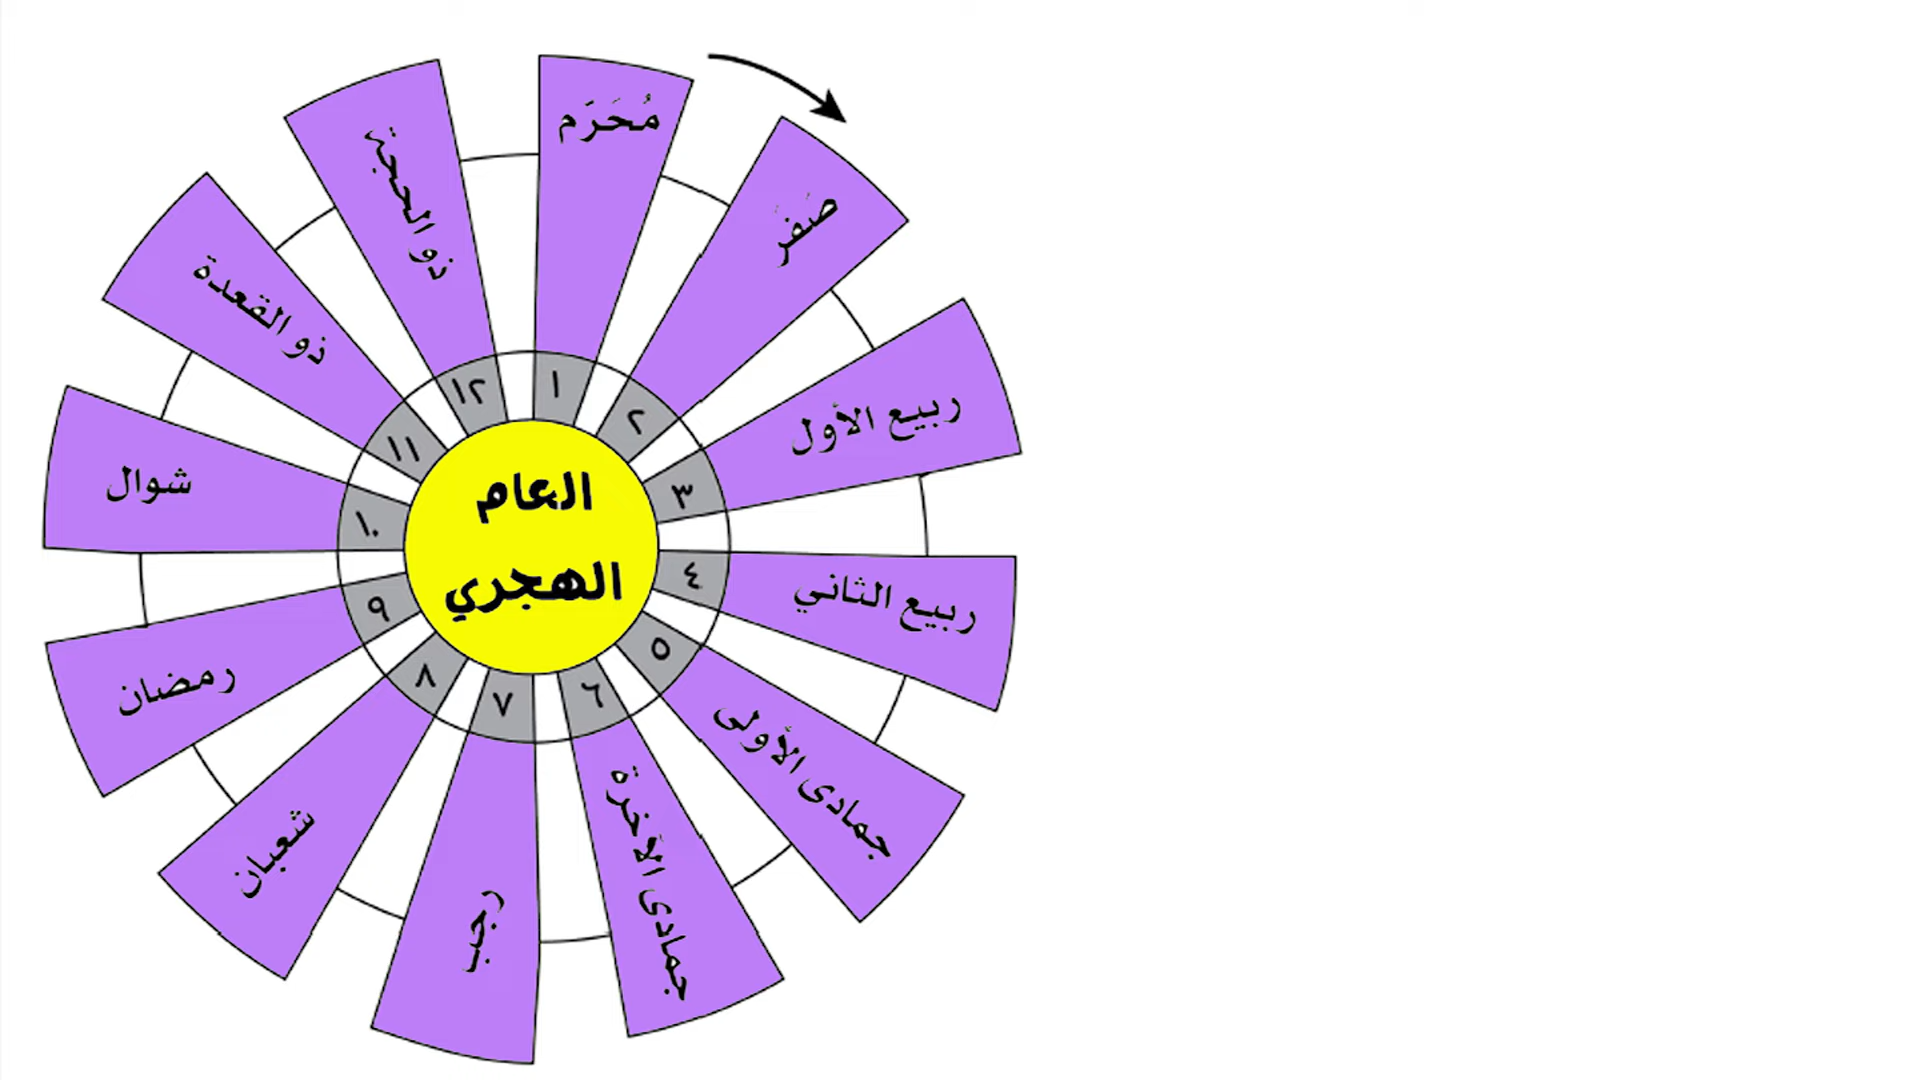 العام
الهجري
١
مُحَرَم
٢
صَفَر
٣
ربيع الأول
٤
ربيع الثاني
٥
جمادى الأولى
٦
جمادى الآخرة
٧
رجب
٨
شعبان
٩
رمضان
١٠
شوال
١١
ذو القعدة
١٢
ذو الحجة